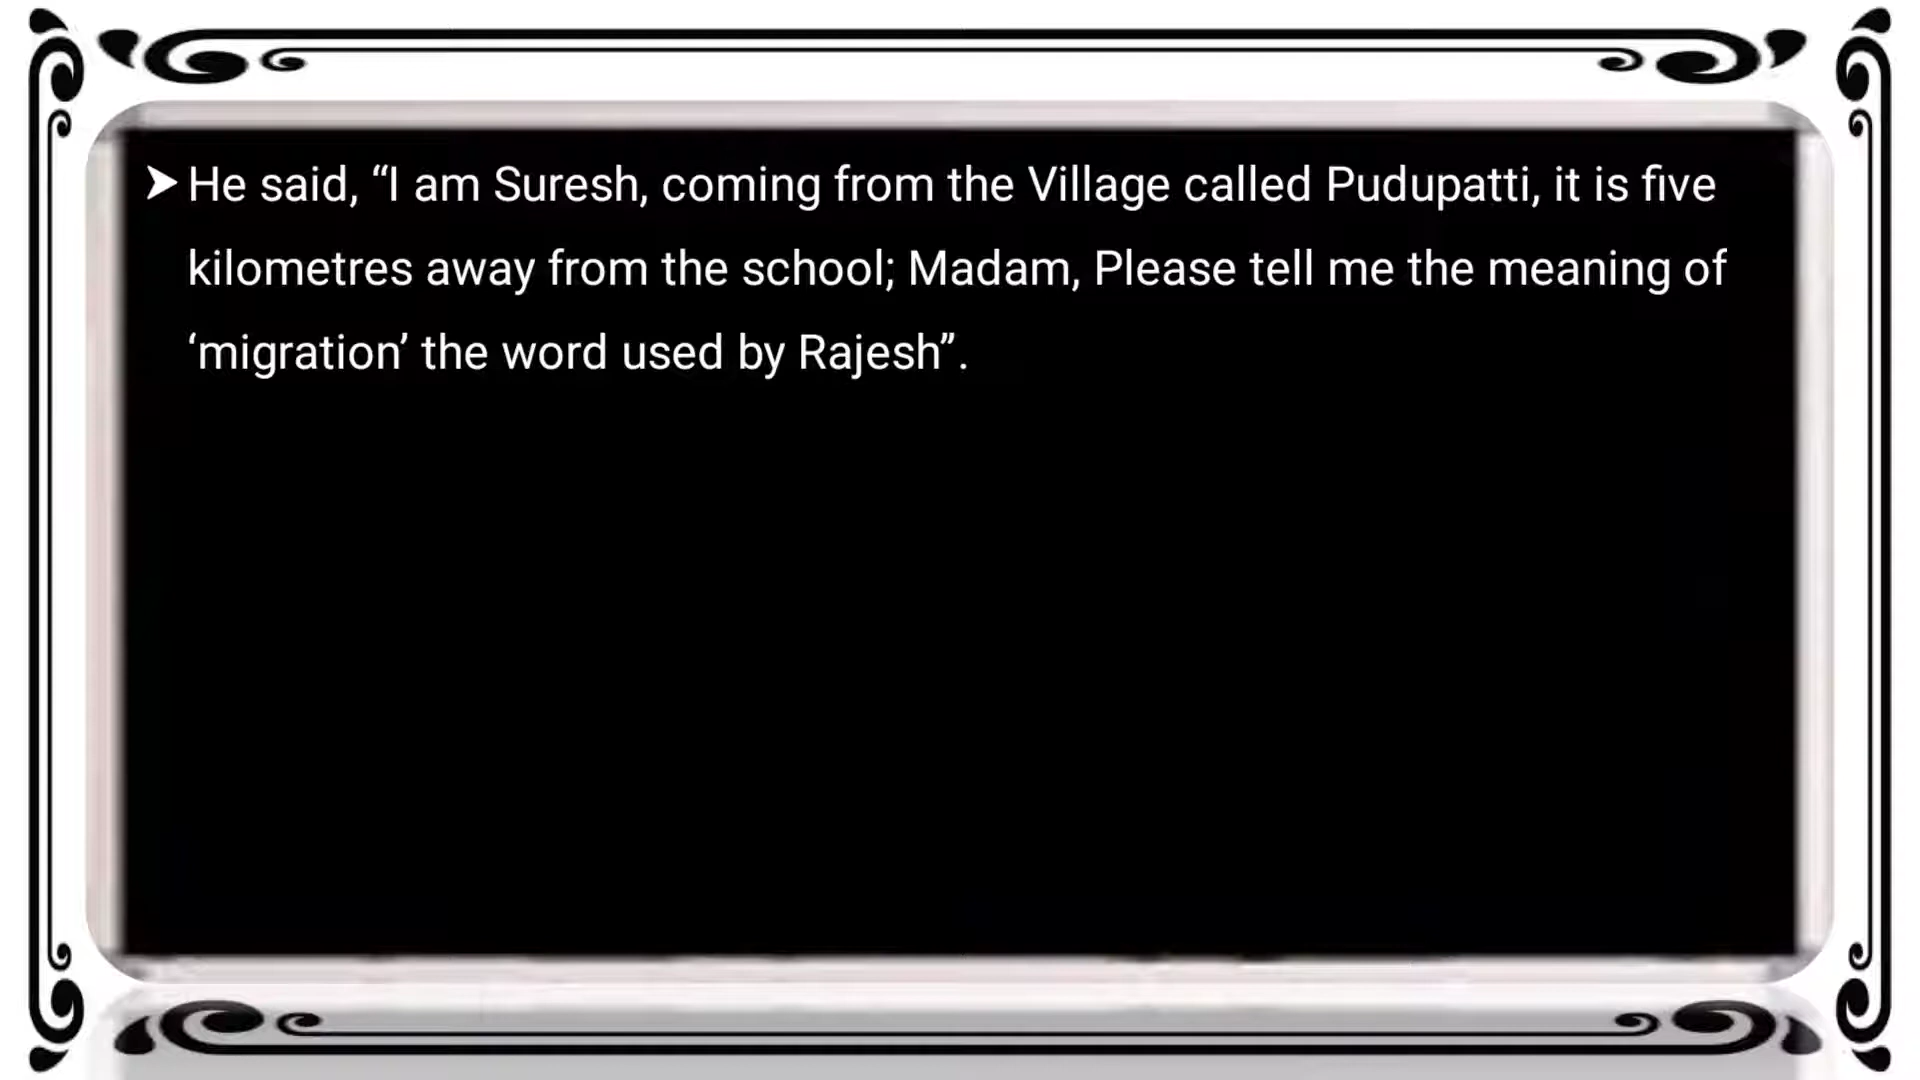 ➤He said, “I am Suresh, coming from the Village called Pudupatti, it is five
kilometres away from the school; Madam, Please tell me the meaning of
‘migration’ the word used by Rajesh”.